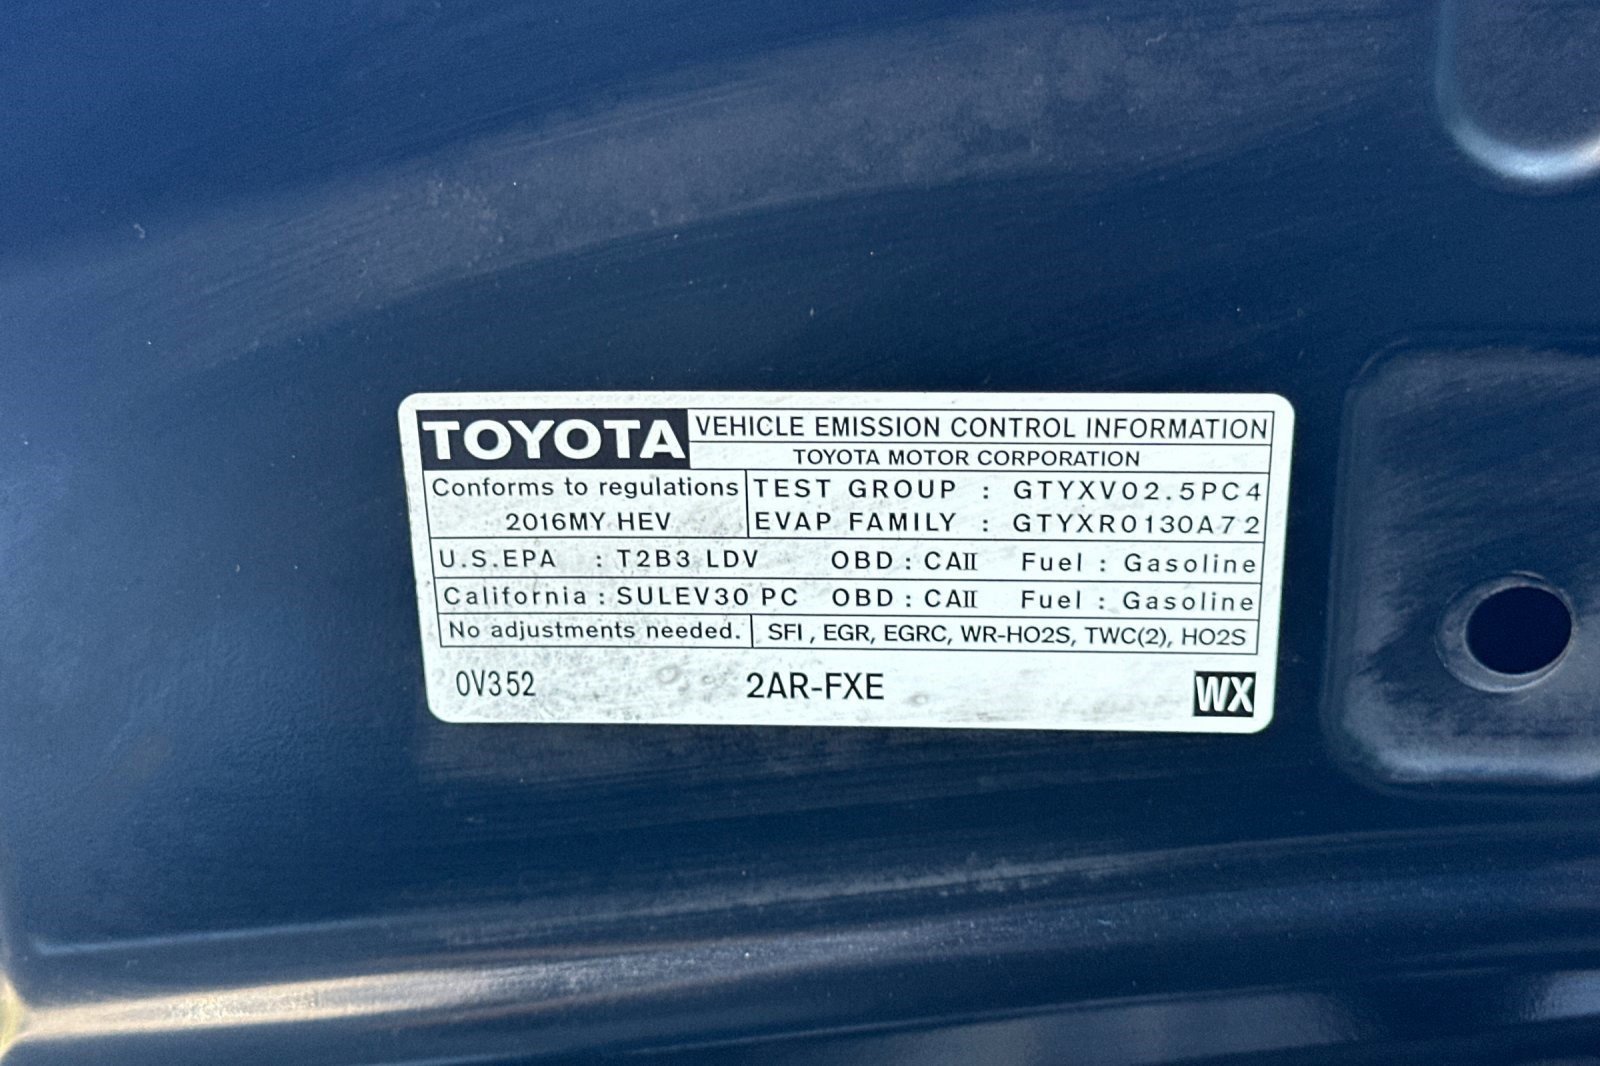 TOYOTA VEHICLE EMISSION CONTROL INFORMATION
TOYOTA MOTOR CORPORATION
Conforms to regulations TEST GROUP : GTYXV02.5PC4
2016MY HEV EVAP FAMILY : GTYXR0130A72
U.S.EPA : T2B3 LDV OBD : CAII Fuel : Gasoline
California : SULEV30 PC OBD : CAII Fuel : Gasoline
No adjustments needed. SFI , EGR, EGRC, WR-HO2S, TWC(2), HO2S
0V352 2AR-FXE WX